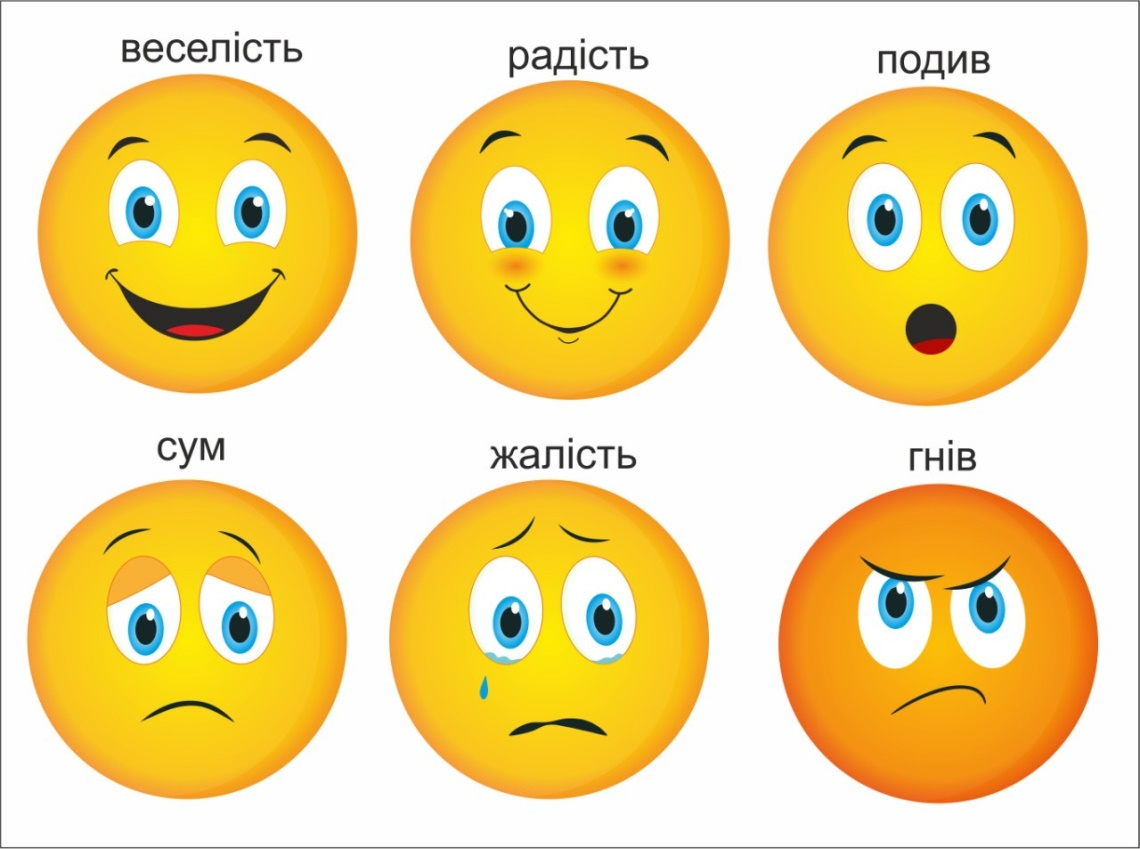 веселість
радість
подив
сум
жалість
гнів